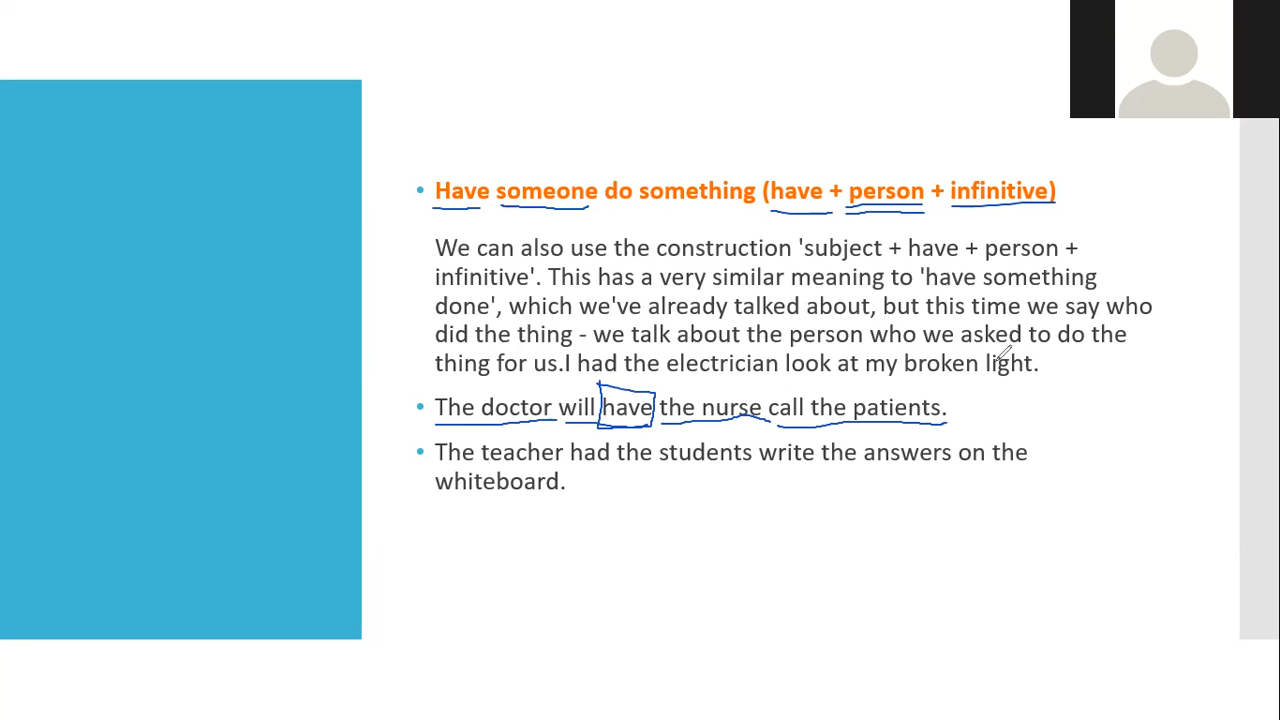 • Have someone do something (have + person + infinitive)
We can also use the construction 'subject + have + person +
infinitive'. This has a very similar meaning to 'have something
done', which we've already talked about, but this time we say who
did the thing - we talk about the person who we asked to do the
thing for us.I had the electrician look at my broken light.
• The doctor will have the nurse call the patients.
• The teacher had the students write the answers on the
whiteboard.